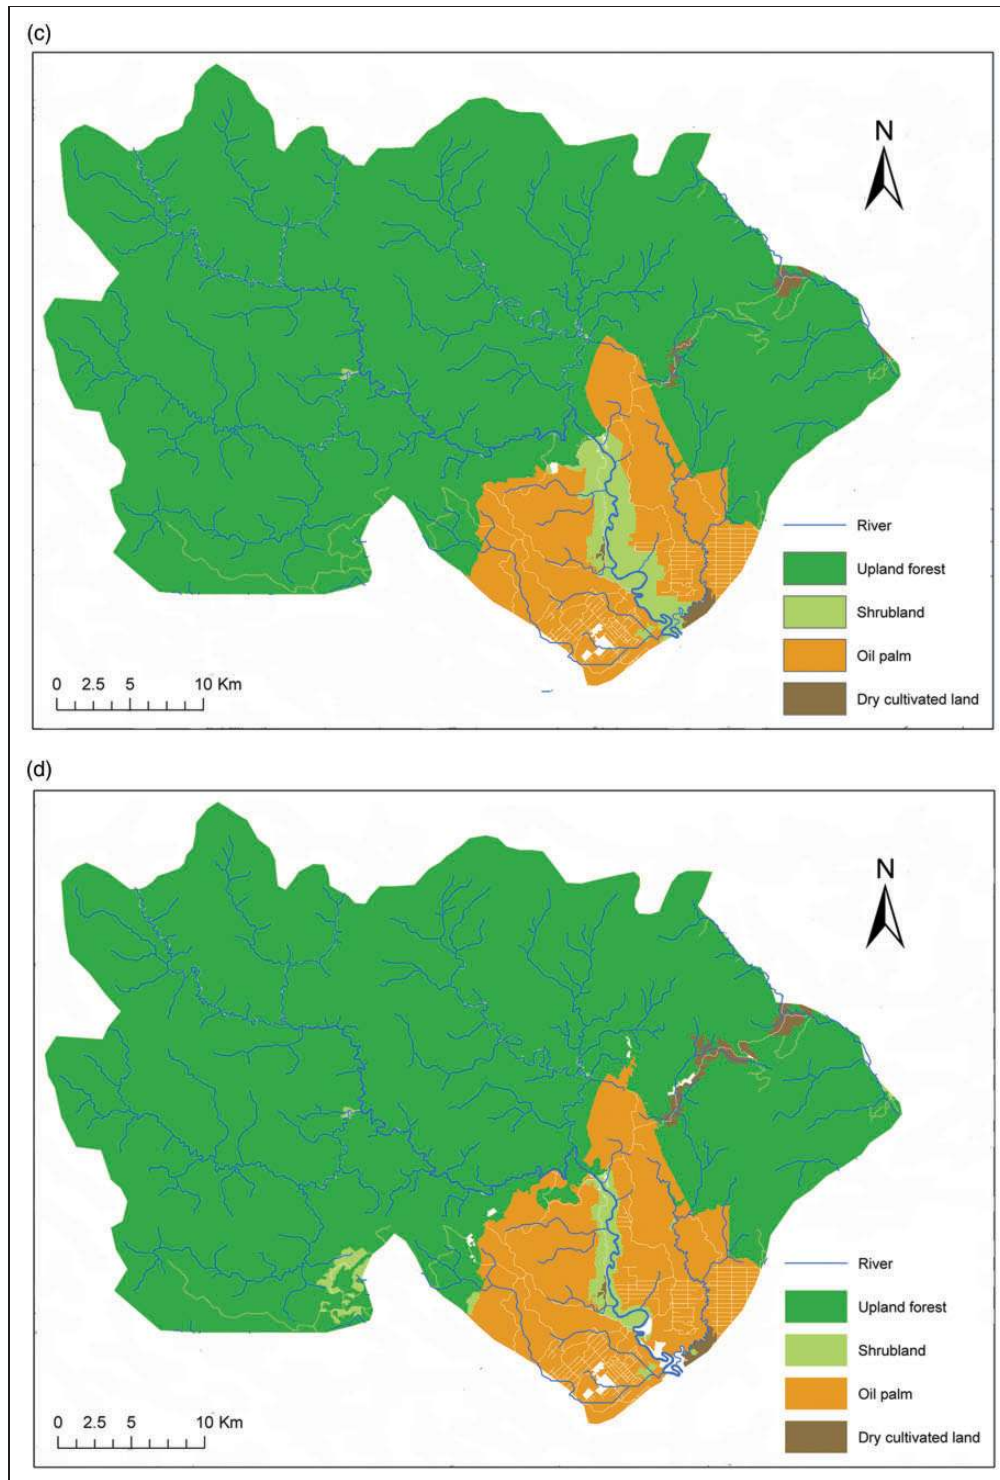 (c)
N
River
Upland forest
Shrubland
Oil palm
Dry cultivated land
0 2.5 5 10 Km
(d)
N
River
Upland forest
Shrubland
Oil palm
Dry cultivated land
0 2.5 5 10 Km